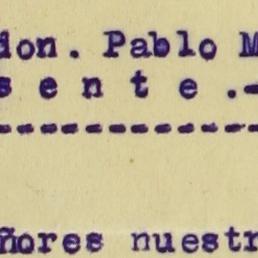 ion. Pablo M
s e n t e .-
-----------
ñores nuestr